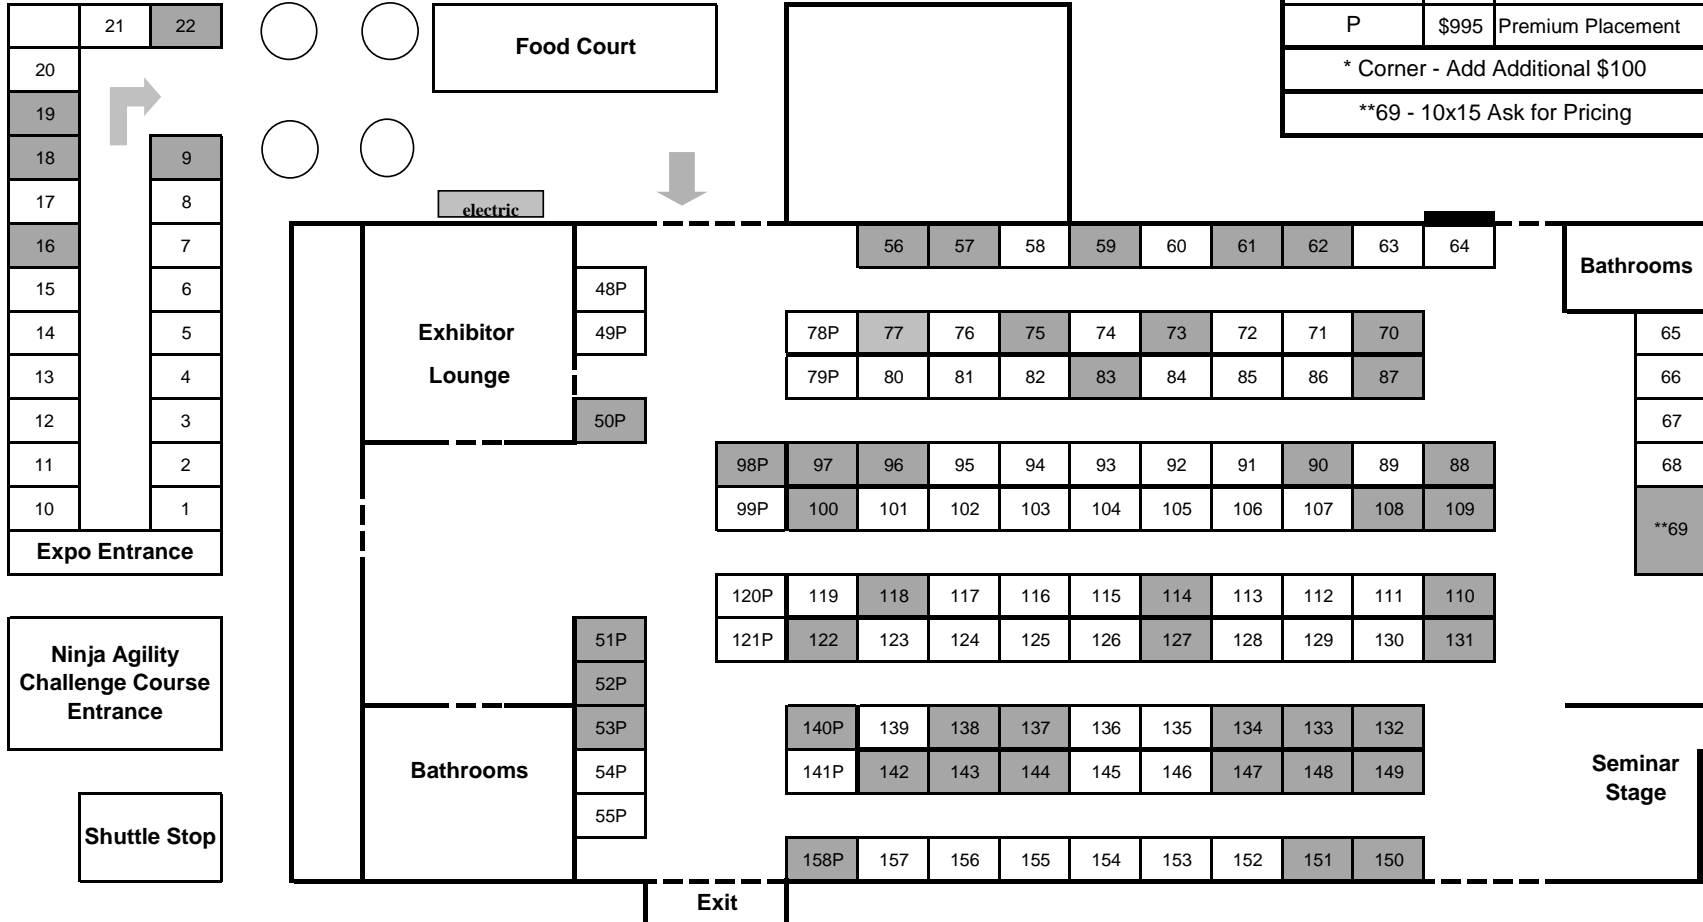 21 22 Food Court P $995 Premium Placement
20 * Corner - Add Additional $100
19 **69 - 10x15 Ask for Pricing
18 9
17 8 electric
16 7 56 57 58 59 60 61 62 63 64 Bathrooms
15 6 48P
14 5 Exhibitor 49P 78P 77 76 75 74 73 72 71 70 65
13 4 Lounge 79P 80 81 82 83 84 85 86 87 66
12 3 50P 67
11 2 98P 97 96 95 94 93 92 91 90 89 88 68
10 1 99P 100 101 102 103 104 105 106 107 108 109 **69
Expo Entrance
120P 119 118 117 116 115 114 113 112 111 110
Ninja Agility 51P 121P 122 123 124 125 126 127 128 129 130 131
Challenge Course 52P
Entrance 53P 140P 139 138 137 136 135 134 133 132
Bathrooms 54P 141P 142 143 144 145 146 147 148 149 Seminar
Stage
55P
Shuttle Stop 158P 157 156 155 154 153 152 151 150
Exit